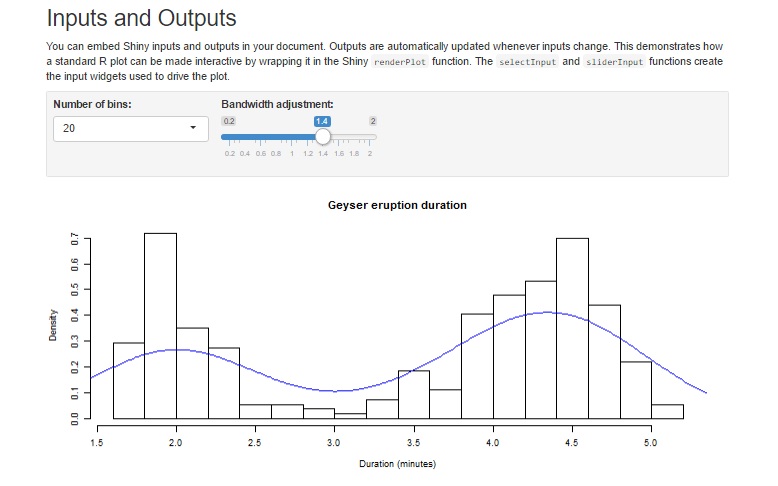 Inputs and Outputs
You can embed Shiny inputs and outputs in your document. Outputs are automatically updated whenever inputs change. This demonstrates how
a standard R plot can be made interactive by wrapping it in the Shiny renderPlot function. The selectInput and sliderInput functions create
the input widgets used to drive the plot.
Number of bins:
20
Bandwidth adjustment:
0.2 1.4 2
0.2 0.4 0.6 0.8 1 1.2 1.4 1.6 1.8 2
Geyser eruption duration
Density
0.7
0.6
0.5
0.4
0.3
0.2
0.1
0.0
1.5 2.0 2.5 3.0 3.5 4.0 4.5 5.0
Duration (minutes)